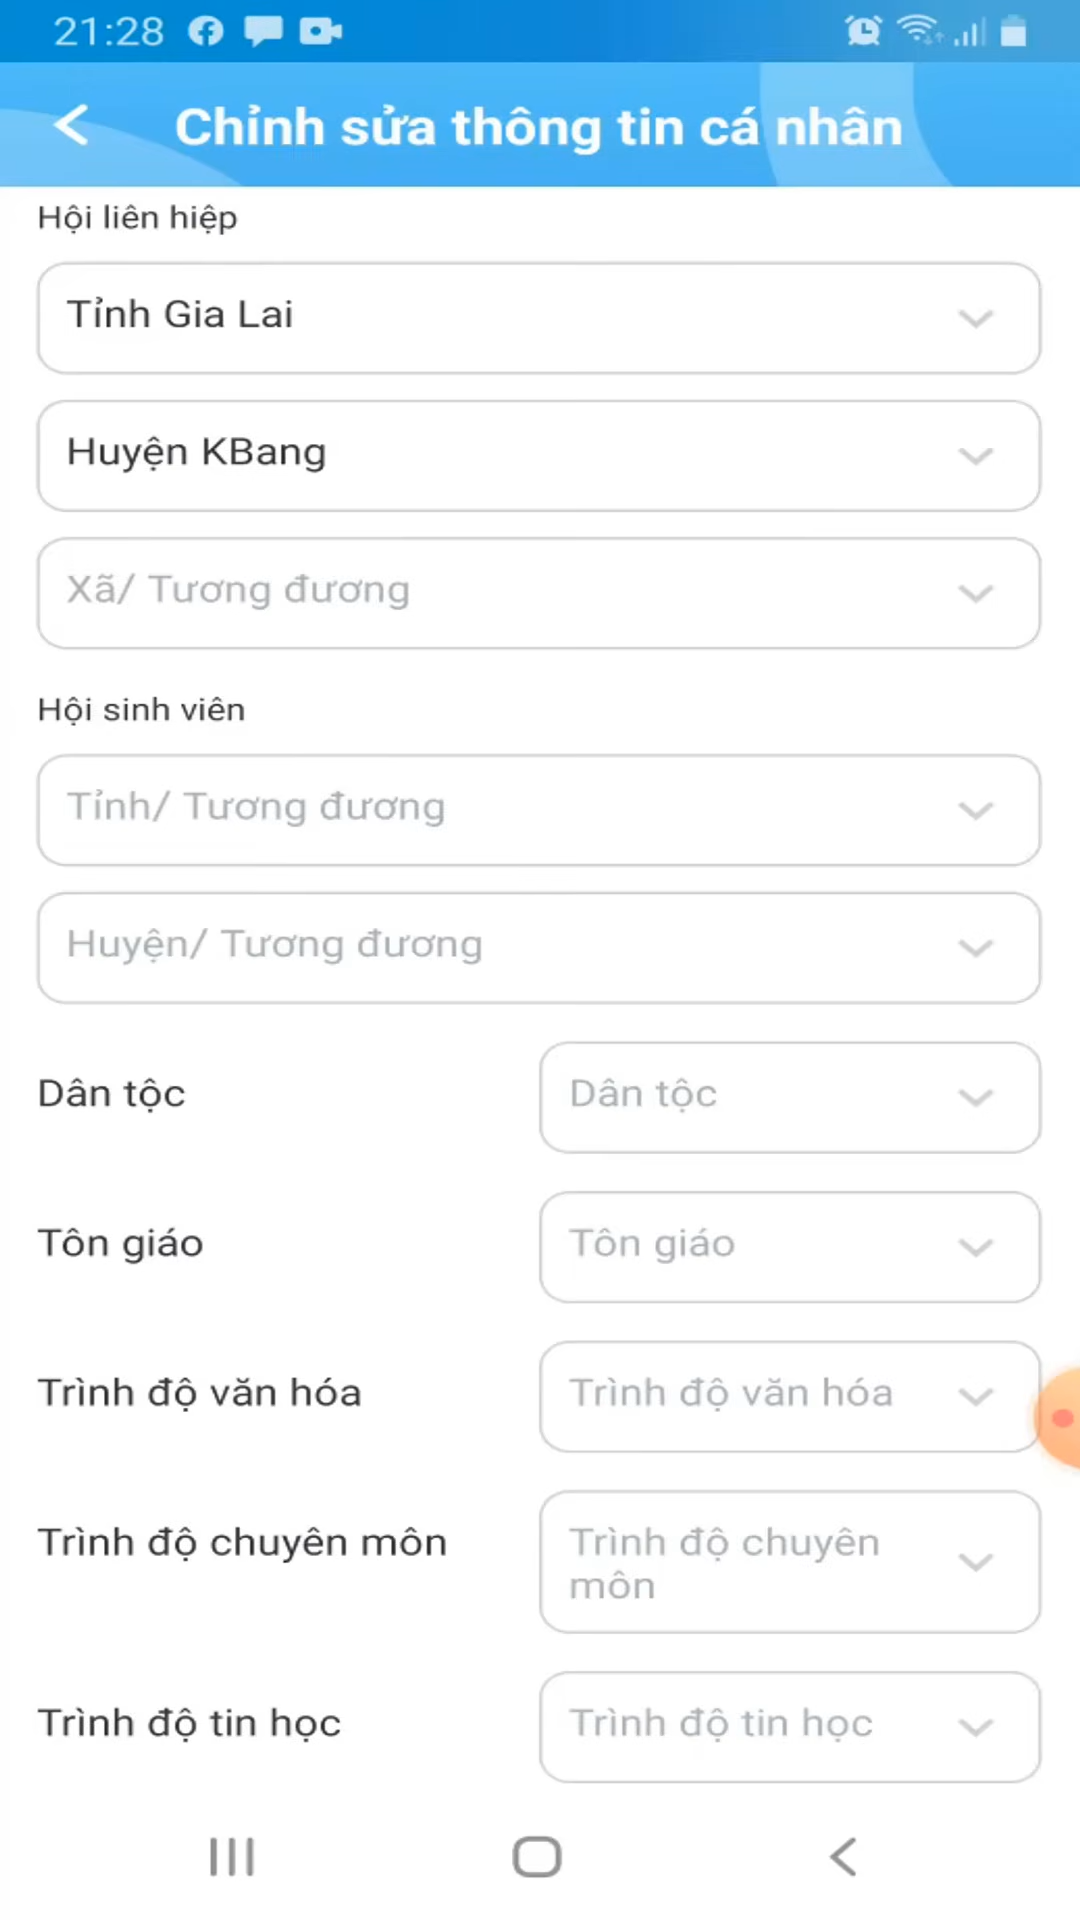 21:28
Chỉnh sửa thông tin cá nhân
Hội liên hiệp
Tỉnh Gia Lai
Huyện KBang
Xã/ Tương đương
Hội sinh viên
Tỉnh/ Tương đương
Huyện/ Tương đương
Dân tộc
Dân tộc
Tôn giáo
Tôn giáo
Trình độ văn hóa
Trình độ văn hóa
Trình độ chuyên môn
Trình độ chuyên
môn
Trình độ tin học
Trình độ tin học